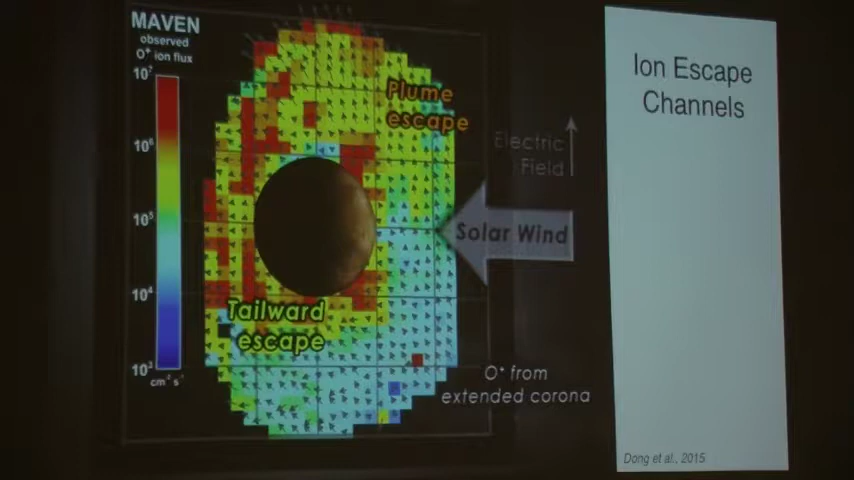 MAVEN
observed
O⁺ ion flux
10⁷
10⁶
10⁵
10⁴
10³
cm⁻² s⁻¹
Plume
escape
Electric
Field
Solar Wind
Tailward
escape
O⁺ from
extended corona
Ion Escape
Channels
Dong et al., 2015